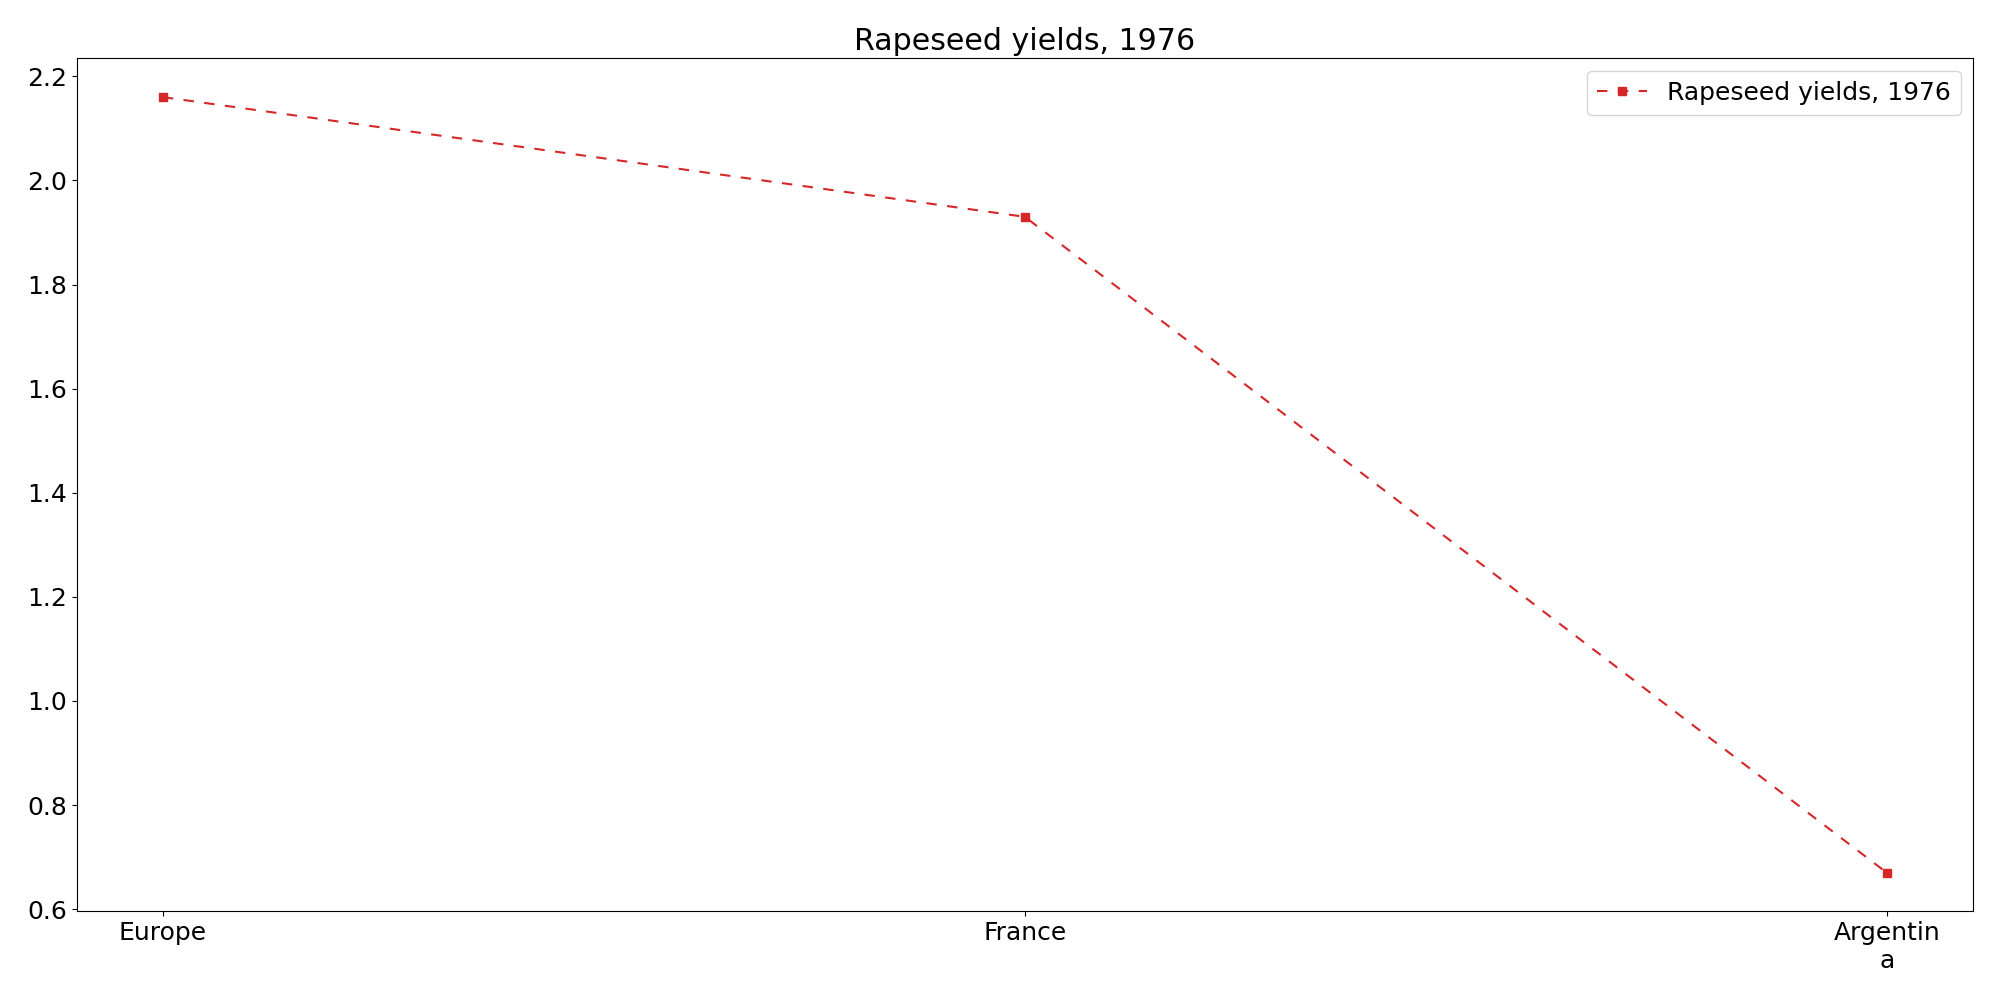 Rapeseed yields, 1976
Rapeseed yields, 1976
2.2
2.0
1.8
1.6
1.4
1.2
1.0
0.8
0.6
Europe
France
Argentin
a